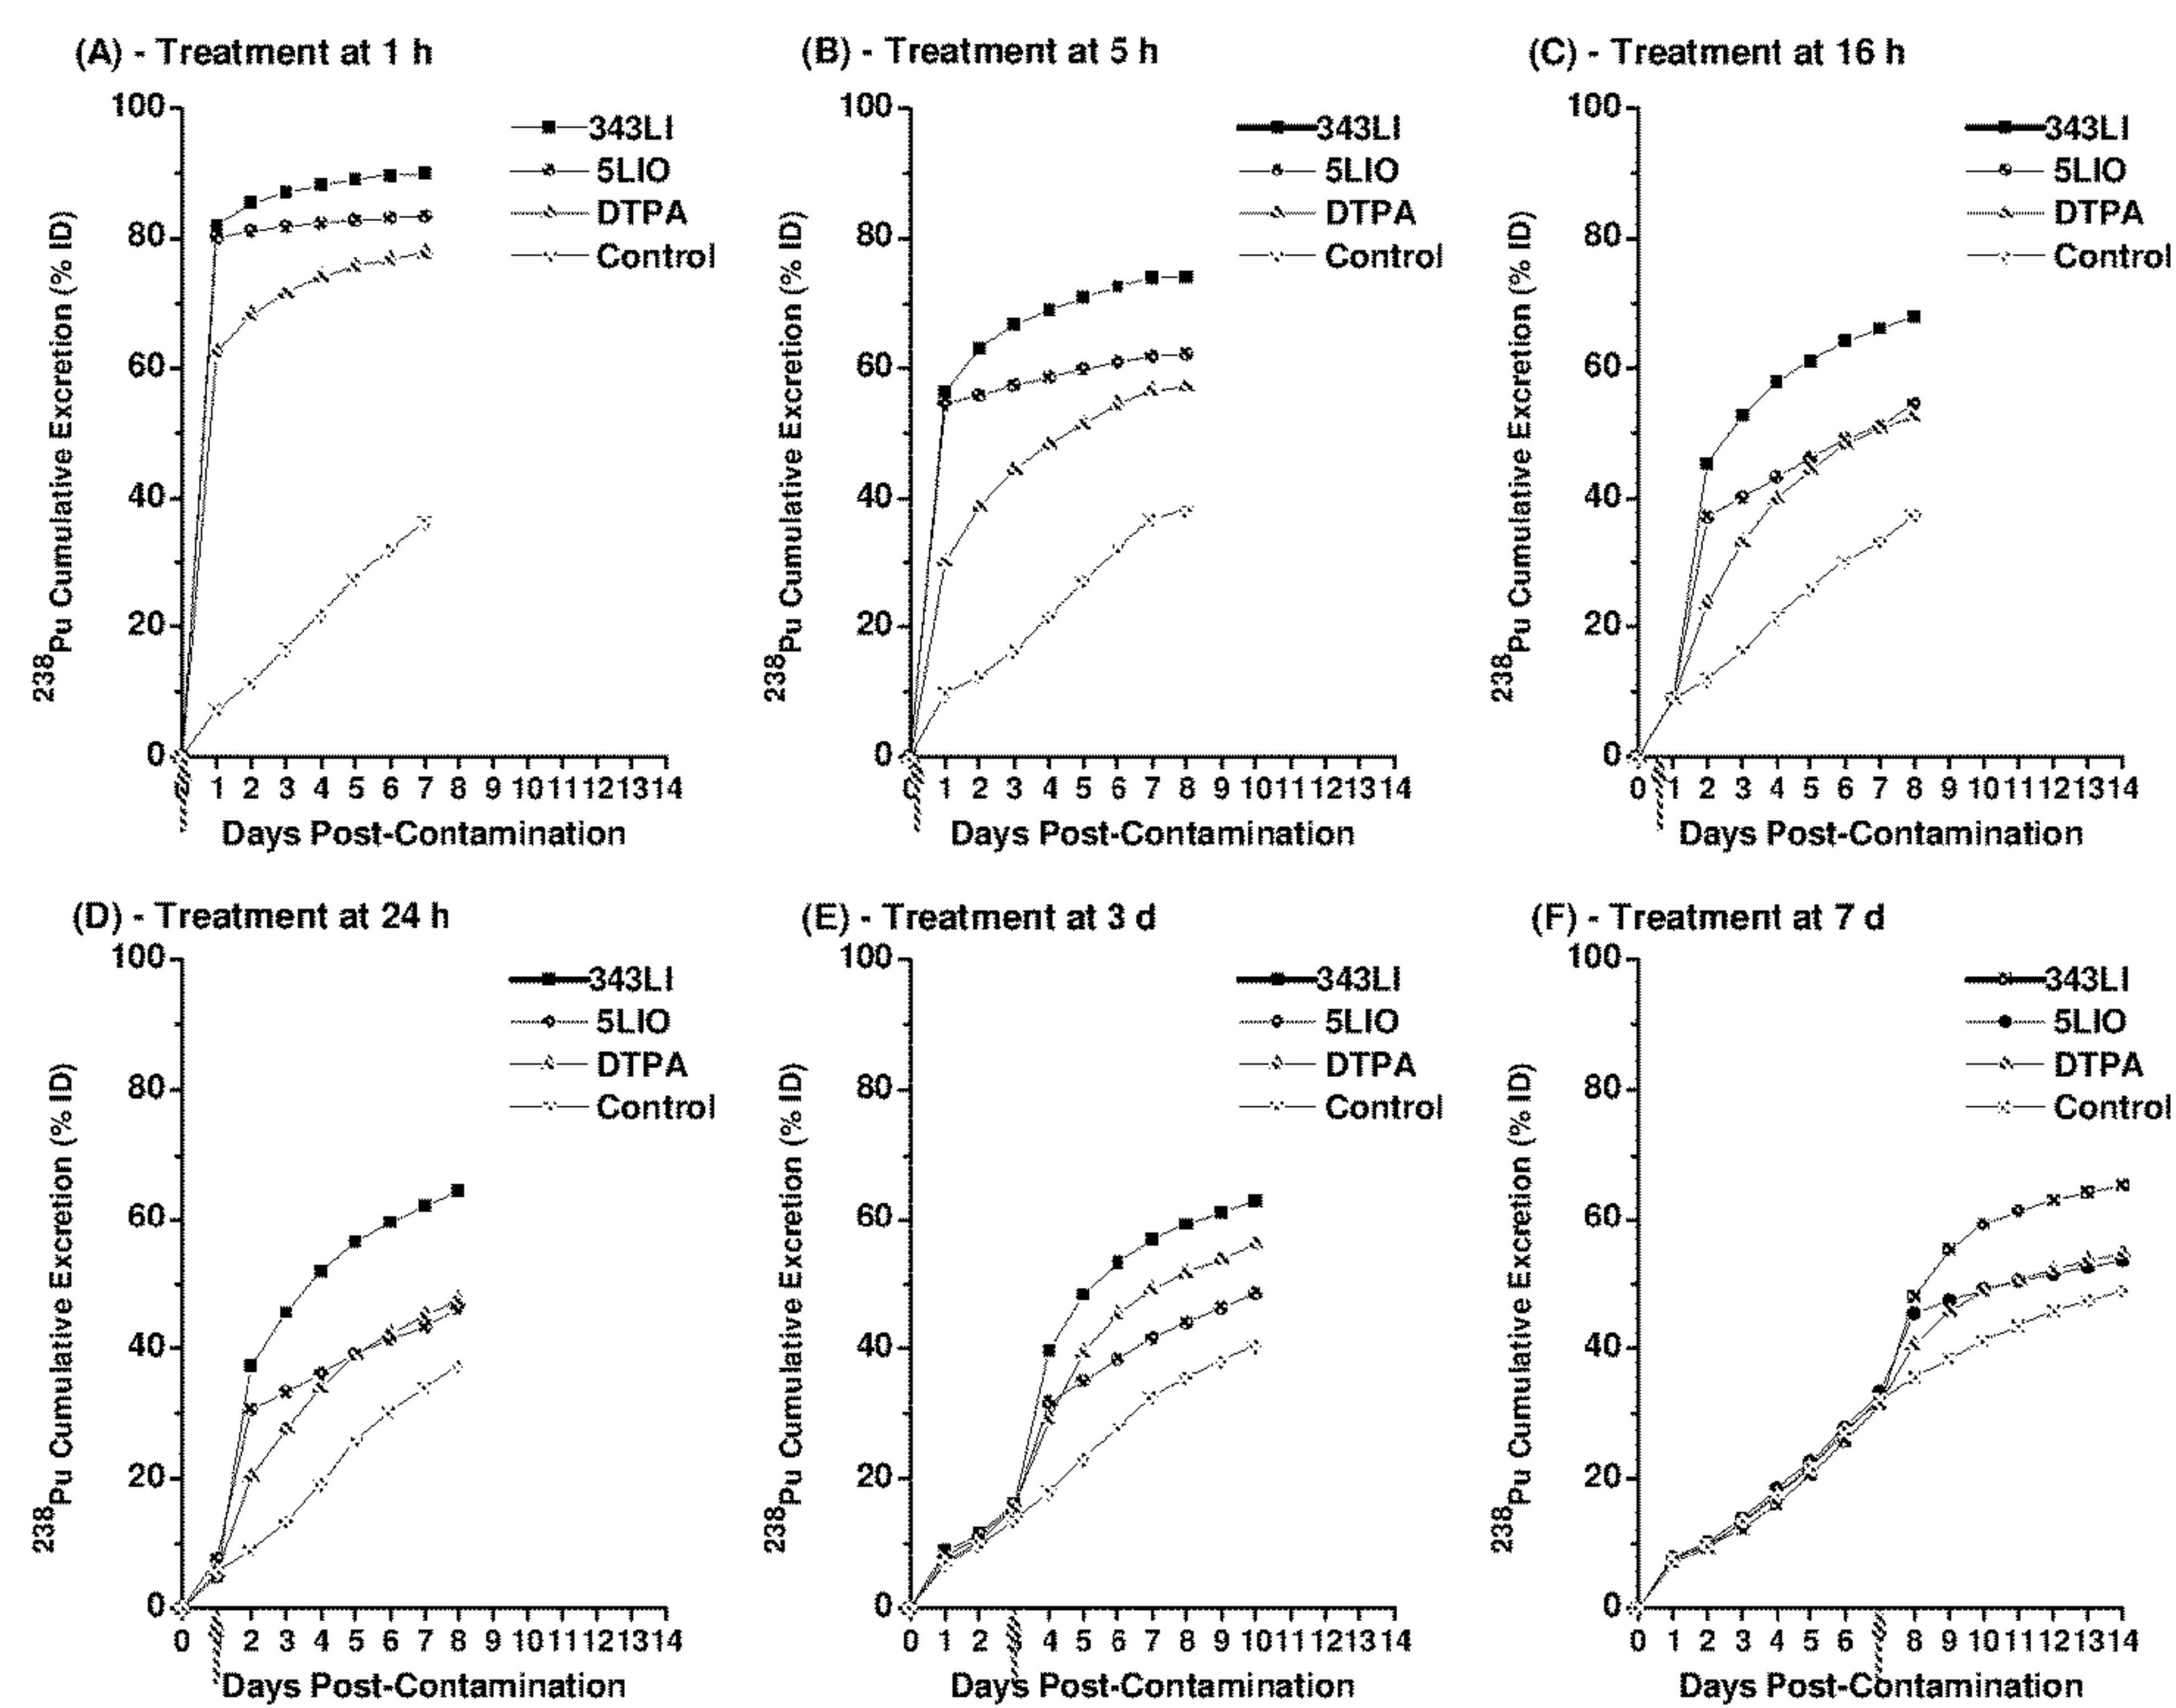 (A) - Treatment at 1 h
100
80
60
40
20
0
238Pu Cumulative Excretion (% ID)
343LI
5LIO
DTPA
Control
1 2 3 4 5 6 7 8 9 10 11 12 13 14
Days Post-Contamination
(B) - Treatment at 5 h
100
80
60
40
20
0
238Pu Cumulative Excretion (% ID)
343LI
5LIO
DTPA
Control
0 1 2 3 4 5 6 7 8 9 10 11 12 13 14
Days Post-Contamination
(C) - Treatment at 16 h
100
80
60
40
20
0
238Pu Cumulative Excretion (% ID)
343LI
5LIO
DTPA
Control
0 1 2 3 4 5 6 7 8 9 10 11 12 13 14
Days Post-Contamination
(D) - Treatment at 24 h
100
80
60
40
20
0
238Pu Cumulative Excretion (% ID)
343LI
5LIO
DTPA
Control
0 2 3 4 5 6 7 8 9 10 11 12 13 14
Days Post-Contamination
(E) - Treatment at 3 d
100
80
60
40
20
0
238Pu Cumulative Excretion (% ID)
343LI
5LIO
DTPA
Control
0 1 2 4 5 6 7 8 9 10 11 12 13 14
Days Post-Contamination
(F) - Treatment at 7 d
100
80
60
40
20
0
238Pu Cumulative Excretion (% ID)
343LI
5LIO
DTPA
Control
0 1 2 3 4 5 6 8 9 10 11 12 13 14
Days Post-Contamination